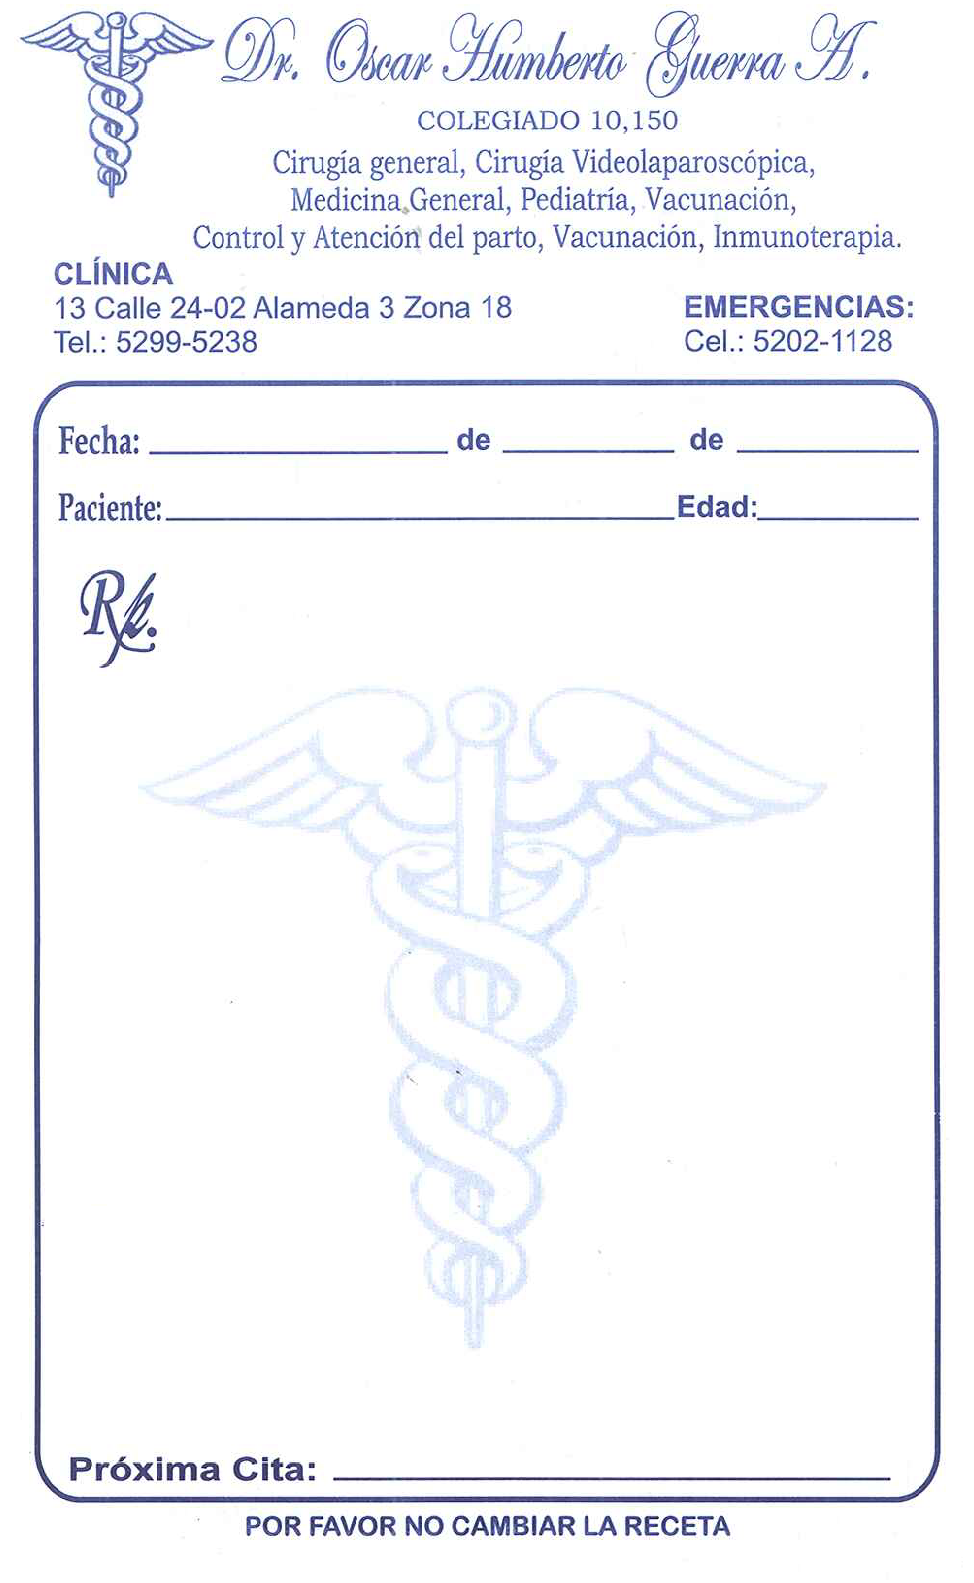 Dr. Oscar Humberto Guerra A.
COLEGIADO 10,150
Cirugía general, Cirugía Videolaparoscópica,
Medicina General, Pediatría, Vacunación,
Control y Atención del parto, Vacunación, Inmunoterapia.
CLÍNICA
13 Calle 24-02 Alameda 3 Zona 18
Tel.: 5299-5238
EMERGENCIAS:
Cel.: 5202-1128
Fecha: de de
Paciente: Edad:
Rp.
Próxima Cita:
POR FAVOR NO CAMBIAR LA RECETA